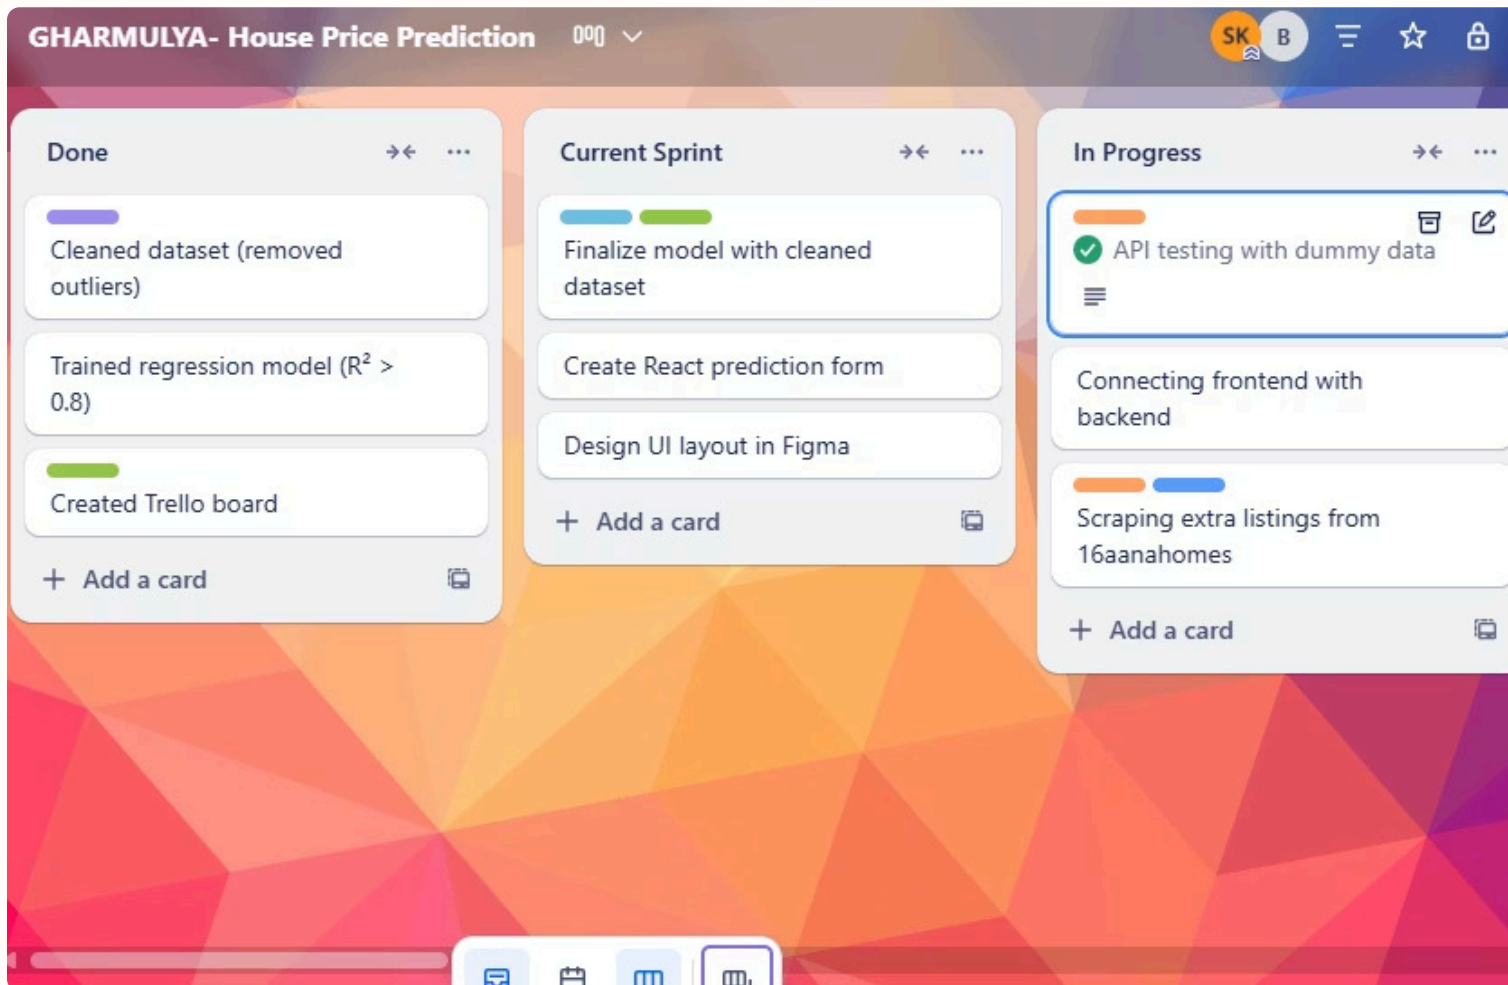 GHARMULYA- House Price Prediction
SK
B
Done
Cleaned dataset (removed
outliers)
Trained regression model (R² >
0.8)
Created Trello board
+ Add a card
Current Sprint
Finalize model with cleaned
dataset
Create React prediction form
Design UI layout in Figma
+ Add a card
In Progress
API testing with dummy data
Connecting frontend with
backend
Scraping extra listings from
16aanahomes
+ Add a card